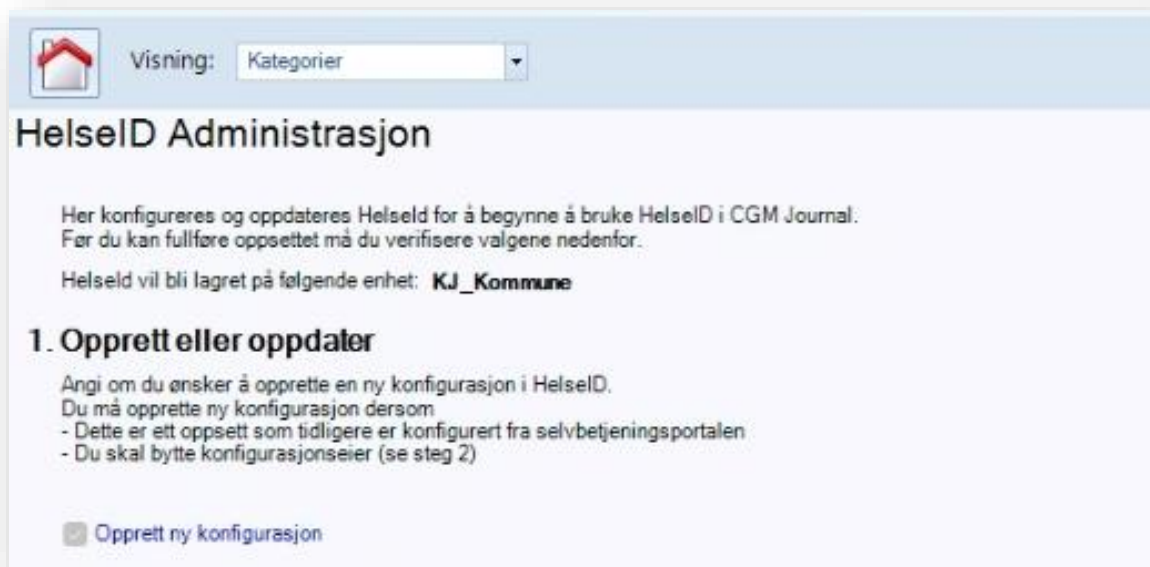 Visning: Kategorier
HelseID Administrasjon
Her konfigureres og oppdateres HelseId for å begynne å bruke HelseID i CGM Journal.
Før du kan fullføre oppsettet må du verifisere valgene nedenfor.
HelseId vil bli lagret på følgende enhet: KJ_Kommune
1. Opprett eller oppdater
Angi om du ønsker å opprette en ny konfigurasjon i HelseID.
Du må opprette ny konfigurasjon dersom
- Dette er ett oppsett som tidligere er konfigurert fra selvbetjeningsportalen
- Du skal bytte konfigurasjonseier (se steg 2)
Opprett ny konfigurasjon